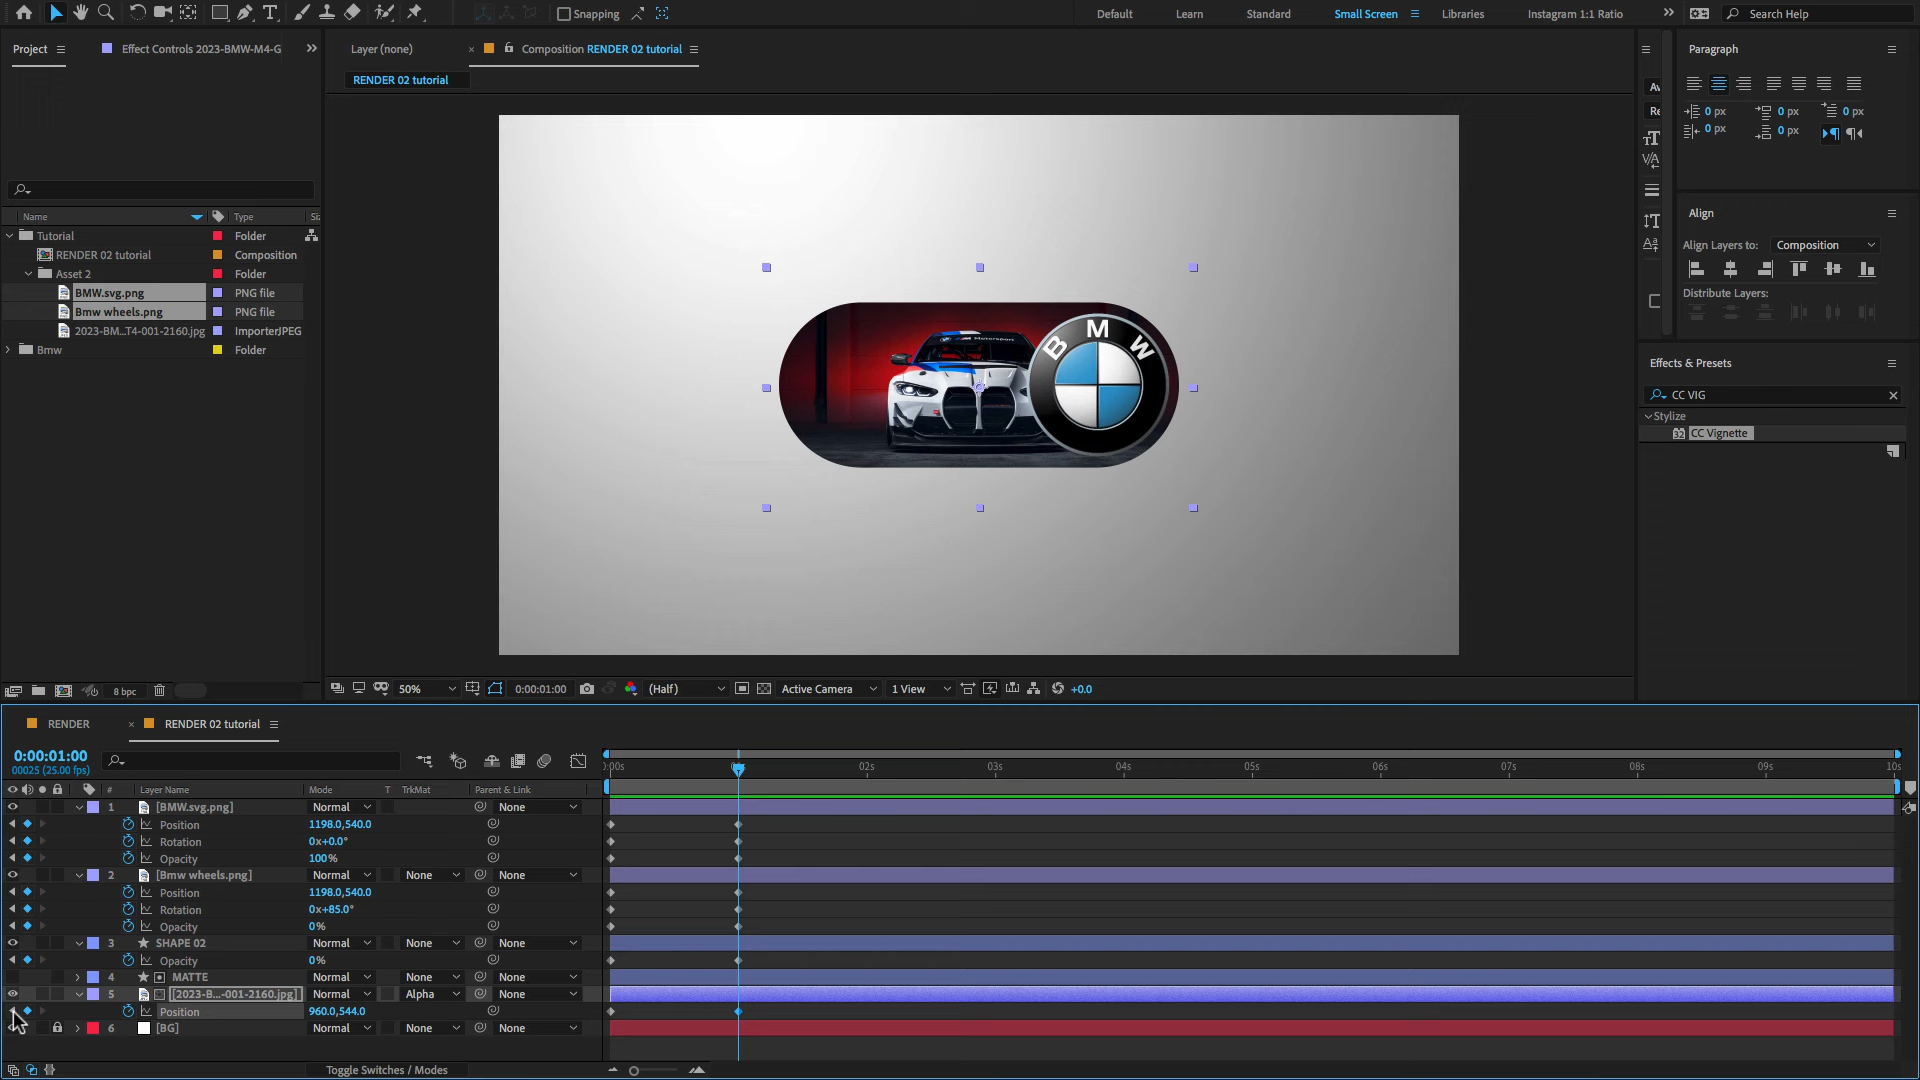 Snapping
Default
Learn
Standard
Small Screen
Libraries
Instagram 1:1 Ratio
Search Help
Project
Effect Controls 2023-BMW-M4-G
Layer (none)
Composition RENDER 02 tutorial
RENDER 02 tutorial
Name
Type
Tutorial
Folder
RENDER 02 tutorial
Composition
Asset 2
Folder
BMW.svg.png
PNG file
Bmw wheels.png
PNG file
2023-BM...T4-001-2160.jpg
ImporterJPEG
Bmw
Folder
BMW
8 bpc
50%
0:00:01:00
(Half)
Active Camera
1 View
+0.0
Paragraph
0 px
0 px
0 px
0 px
0 px
Align
Align Layers to:
Composition
Distribute Layers:
Effects & Presets
CC VIG
Stylize
32
CC Vignette
RENDER
RENDER 02 tutorial
0:00:01:00
00025 (25.00 fps)
02s
03s
04s
05s
06s
07s
08s
09s
10s
#
Layer Name
Mode
T
TrkMat
Parent & Link
1
[BMW.svg.png]
Normal
None
Position
1198.0,540.0
Rotation
0x+0.0°
Opacity
100%
2
[Bmw wheels.png]
Normal
None
None
Position
1198.0,540.0
Rotation
0x+85.0°
Opacity
0%
3
SHAPE 02
Normal
None
None
Opacity
0%
4
MATTE
Normal
None
None
5
[2023-B...-001-2160.jpg]
Normal
Alpha
None
Position
960.0,544.0
6
[BG]
Normal
None
None
Toggle Switches / Modes